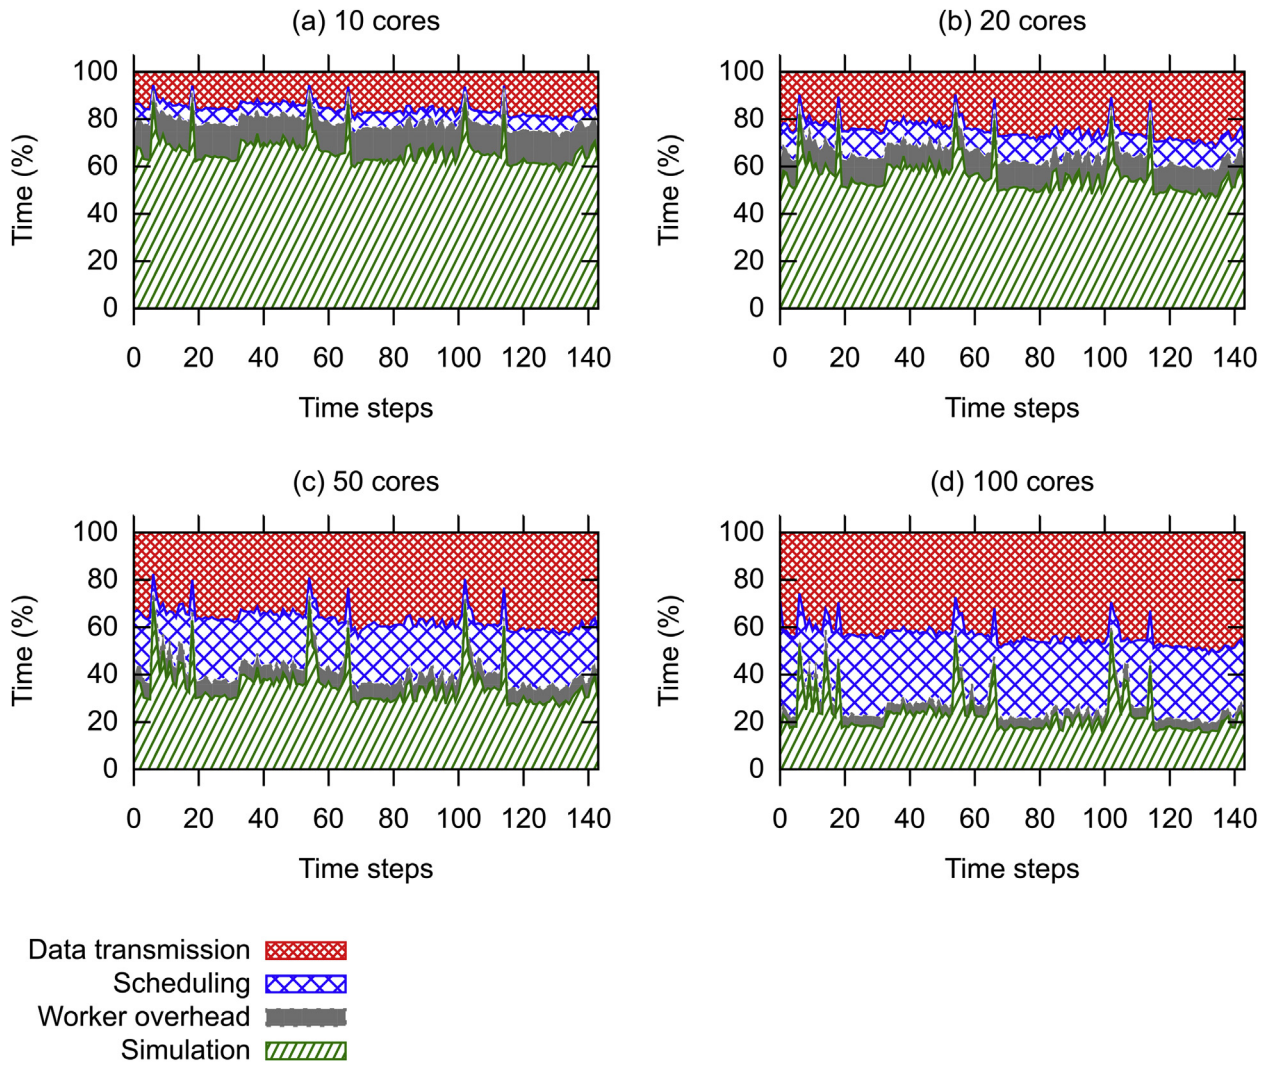 (a) 10 cores
100
80
60
40
20
0
Time (%)
0 20 40 60 80 100 120 140
Time steps
(b) 20 cores
100
80
60
40
20
0
Time (%)
0 20 40 60 80 100 120 140
Time steps
(c) 50 cores
100
80
60
40
20
0
Time (%)
0 20 40 60 80 100 120 140
Time steps
(d) 100 cores
100
80
60
40
20
0
Time (%)
0 20 40 60 80 100 120 140
Time steps
Data transmission
Scheduling
Worker overhead
Simulation